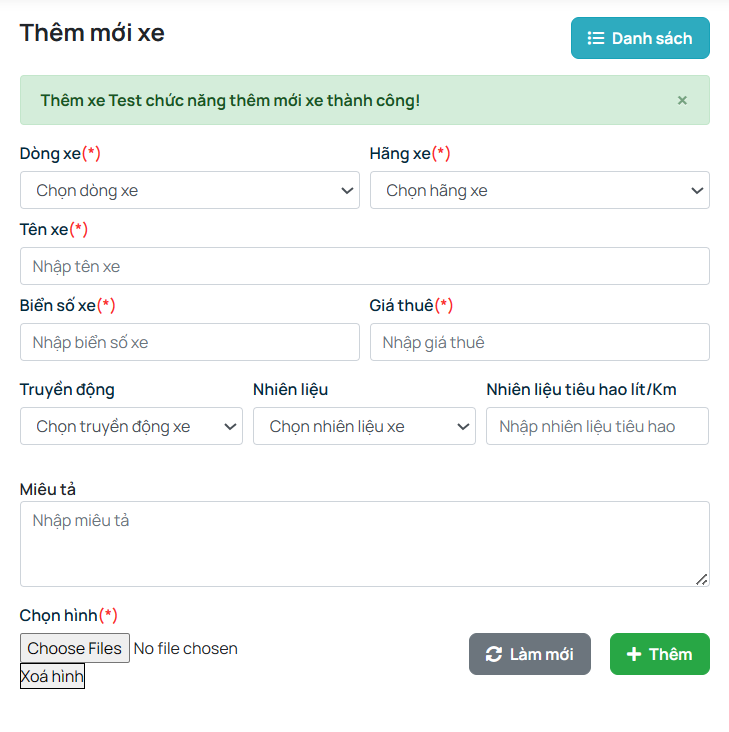 Thêm mới xe
Danh sách
Thêm xe Test chức năng thêm mới xe thành công!
×
Dòng xe(*)
Hãng xe(*)
Chọn dòng xe
Chọn hãng xe
Tên xe(*)
Nhập tên xe
Biển số xe(*)
Giá thuê(*)
Nhập biển số xe
Nhập giá thuê
Truyền động
Nhiên liệu
Nhiên liệu tiêu hao lít/Km
Chọn truyền động xe
Chọn nhiên liệu xe
Nhập nhiên liệu tiêu hao
Miêu tả
Nhập miêu tả
Chọn hình(*)
Choose Files No file chosen
Làm mới
Thêm
Xoá hình